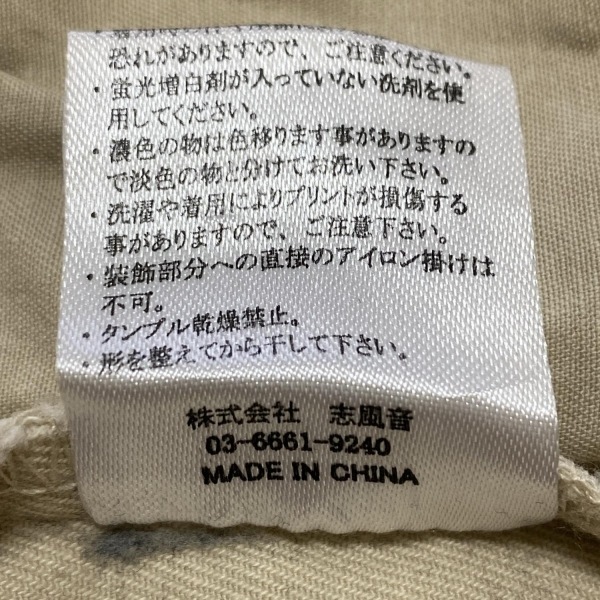 恐れがありますので、ご注意ください。
・蛍光増白剤が入っていない洗剤を使
用してください。
・濃色の物は色移りします事がありますの
で淡色の物と分けてお洗い下さい。
・洗濯や着用によりプリントが損傷する
事がありますので、ご注意下さい。
・装飾部分への直接のアイロン掛けは
不可。
・タンブル乾燥禁止。
・形を整えてから干して下さい。
株式会社 志風音
03-6661-9240
MADE IN CHINA